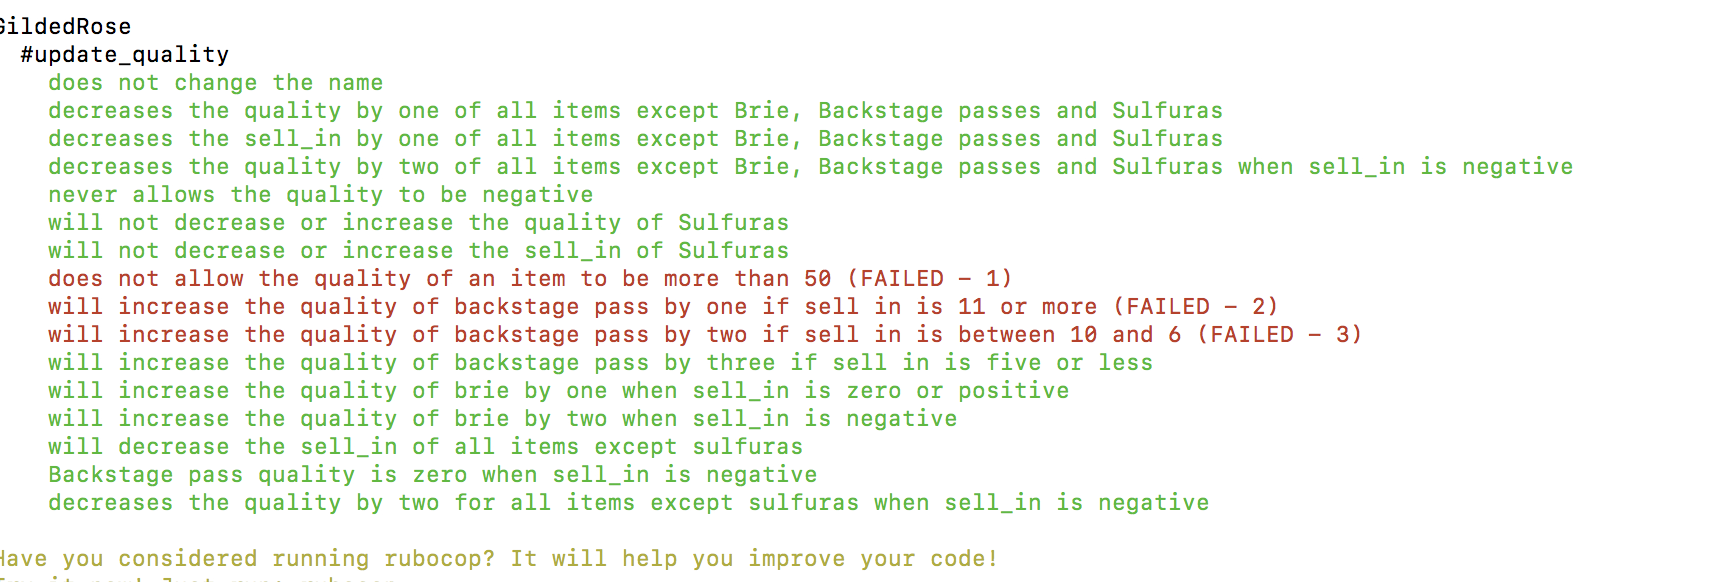 GildedRose
#update_quality
does not change the name
decreases the quality by one of all items except Brie, Backstage passes and Sulfuras
decreases the sell_in by one of all items except Brie, Backstage passes and Sulfuras
decreases the quality by two of all items except Brie, Backstage passes and Sulfuras when sell_in is negative
never allows the quality to be negative
will not decrease or increase the quality of Sulfuras
will not decrease or increase the sell_in of Sulfuras
does not allow the quality of an item to be more than 50 (FAILED - 1)
will increase the quality of backstage pass by one if sell in is 11 or more (FAILED - 2)
will increase the quality of backstage pass by two if sell in is between 10 and 6 (FAILED - 3)
will increase the quality of backstage pass by three if sell in is five or less
will increase the quality of brie by one when sell_in is zero or positive
will increase the quality of brie by two when sell_in is negative
will decrease the sell_in of all items except sulfuras
Backstage pass quality is zero when sell_in is negative
decreases the quality by two for all items except sulfuras when sell_in is negative
Have you considered running rubocop? It will help you improve your code!